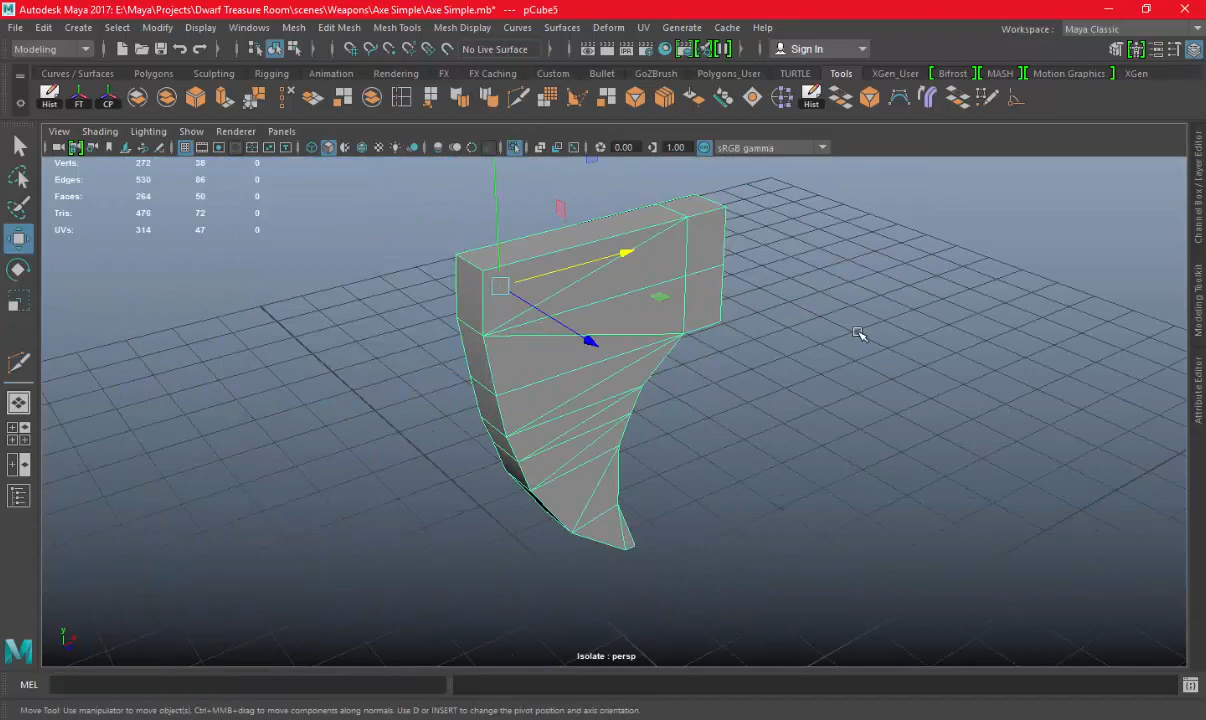 Autodesk Maya 2017: E:\Maya\Projects\Dwarf Treasure Room\scenes\Weapons\Axe Simple\Axe Simple.mb*  -  pCube5
File Edit Create Select Modify Display Windows Mesh Edit Mesh Mesh Tools Mesh Display Curves Surfaces Deform UV Generate Cache Help Workspace : Maya Classic
Modeling No Live Surface Sign In
Curves / Surfaces Polygons Sculpting Rigging Animation Rendering FX FX Caching Custom Bullet GoZBrush Polygons_User TURTLE Tools XGen_User Bifrost MASH Motion Graphics XGen
Hist FT CP Hist
View Shading Lighting Show Renderer Panels
0.00 1.00 sRGB gamma
Verts: 272 38 0
Edges: 530 86 0
Faces: 264 50 0
Tris: 476 72 0
UVs: 314 47 0
Channel Box / Layer Editor
Modeling Toolkit
Attribute Editor
y
Isolate : persp
MEL
Move Tool: Use manipulator to move object(s). Ctrl+MMB+drag to move components along normals. Use D or INSERT to change the pivot position and axis orientation.